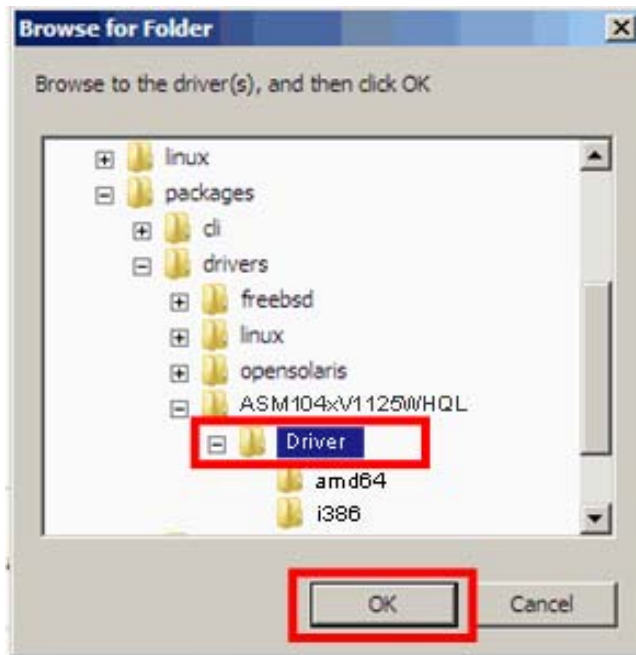 Browse for Folder
Browse to the driver(s), and then click OK
linux
packages
cli
drivers
freebsd
linux
opensolaris
ASM104xV1125WHQL
Driver
amd64
i386
OK Cancel